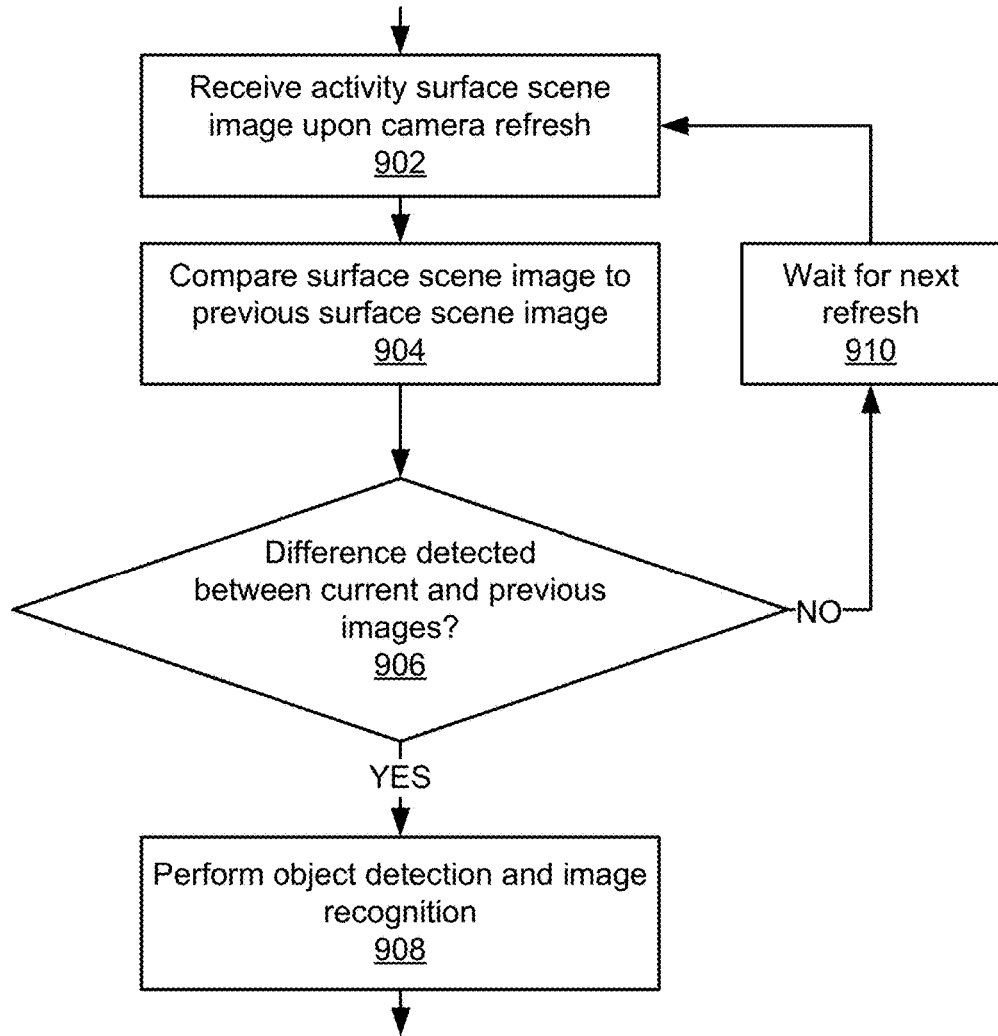 Receive activity surface scene
image upon camera refresh
902
Compare surface scene image to
previous surface scene image
904
Wait for next
refresh
910
Difference detected
between current and previous
images?
906
NO
YES
Perform object detection and image
recognition
908